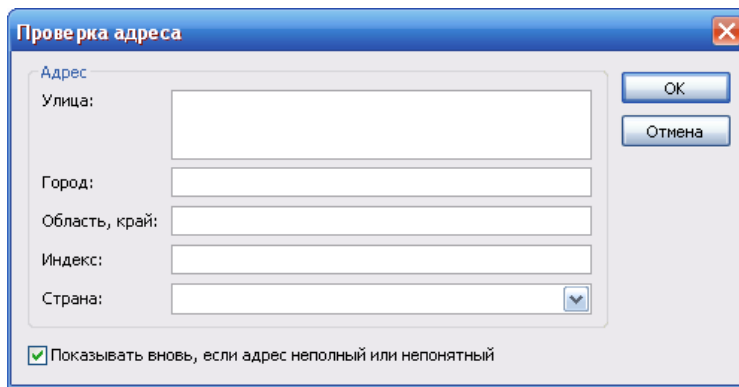 Проверка адреса
Адрес
Улица:
OK
Отмена
Город:
Область, край:
Индекс:
Страна:
Показывать вновь, если адрес неполный или непонятный